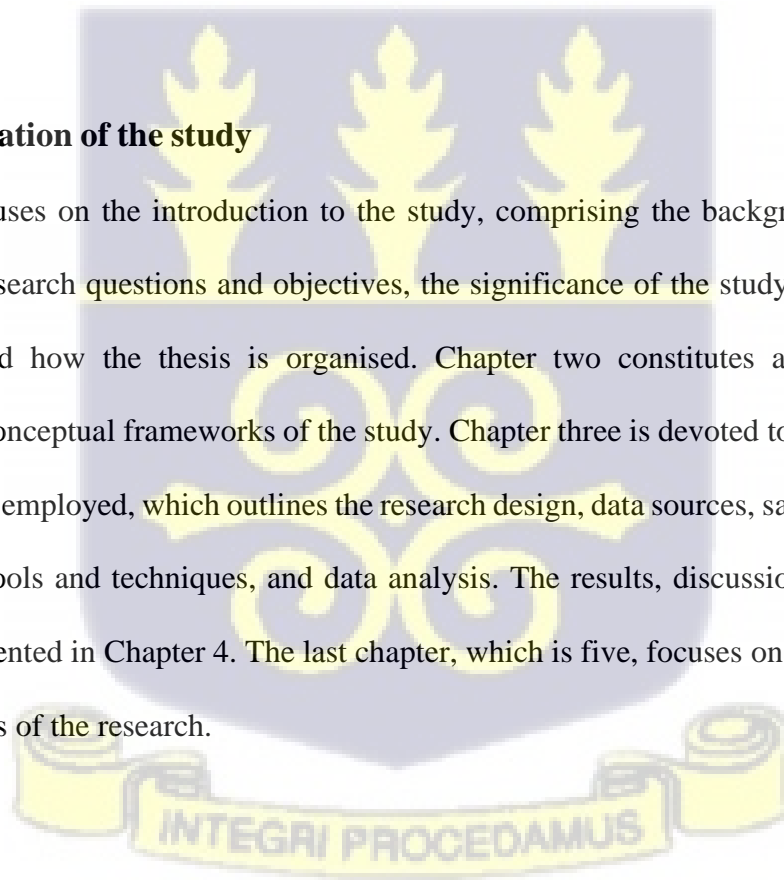 ation of the study
uses on the introduction to the study, comprising the backgr
search questions and objectives, the significance of the study
d how the thesis is organised. Chapter two constitutes a
onceptual frameworks of the study. Chapter three is devoted to
employed, which outlines the research design, data sources, sa
ools and techniques, and data analysis. The results, discussio
ented in Chapter 4. The last chapter, which is five, focuses on
s of the research.
INTEGRI PROCEDAMUS